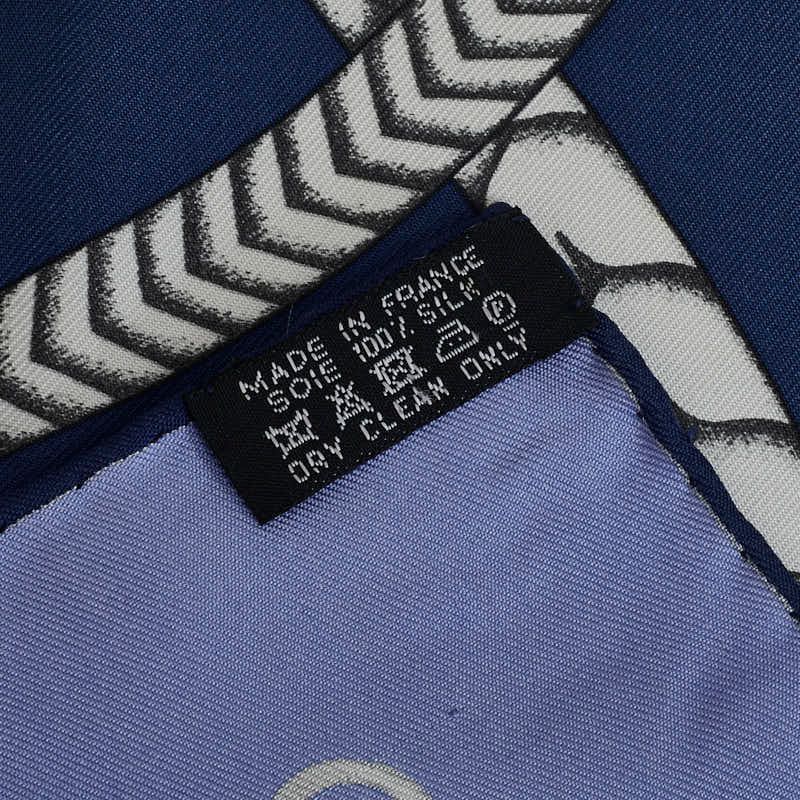 MADE IN FRANCE
SOIE 100% SILK
P
DRY CLEAN ONLY